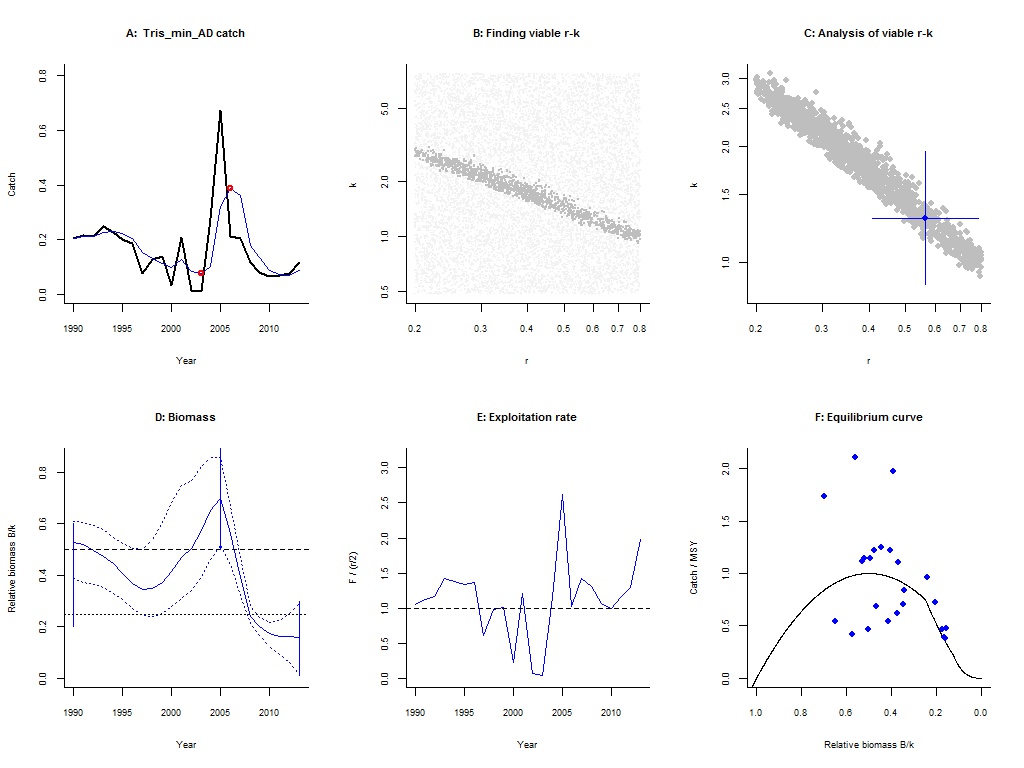 A: Tris_min_AD catch
B: Finding viable r-k
C: Analysis of viable r-k
Catch
0.0 0.2 0.4 0.6 0.8
1990 1995 2000 2005 2010
Year
k
0.5 1.0 2.0 5.0
0.2 0.3 0.4 0.5 0.6 0.7 0.8
r
k
1.0 1.5 2.0 2.5 3.0
0.2 0.3 0.4 0.5 0.6 0.7 0.8
r
D: Biomass
E: Exploitation rate
F: Equilibrium curve
Relative biomass B/k
0.0 0.2 0.4 0.6 0.8
1990 1995 2000 2005 2010
Year
F / (r/2)
0.0 0.5 1.0 1.5 2.0 2.5 3.0
1990 1995 2000 2005 2010
Year
Catch / MSY
0.0 0.5 1.0 1.5 2.0
1.0 0.8 0.6 0.4 0.2 0.0
Relative biomass B/k